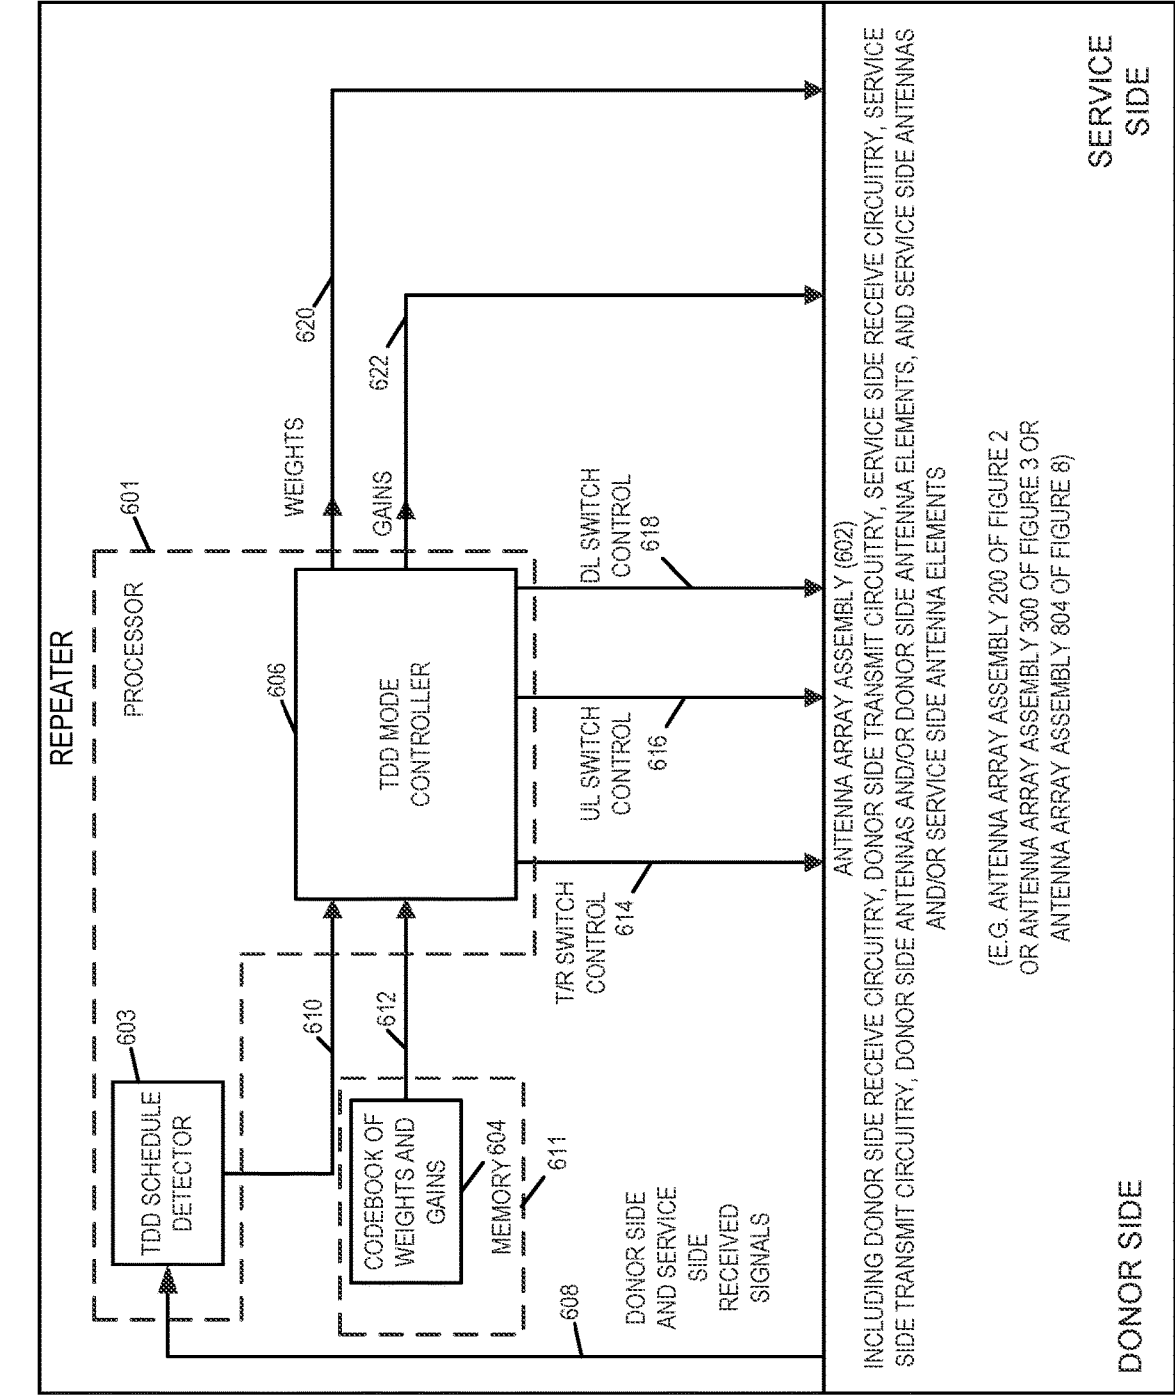 REPEATER
PROCESSOR
601
TDD SCHEDULE
DETECTOR
603
610
CODEBOOK OF
WEIGHTS AND
GAINS
604
MEMORY
611
612
TDD MODE
CONTROLLER
606
WEIGHTS
620
GAINS
622
608
DONOR SIDE
AND SERVICE
SIDE
RECEIVED
SIGNALS
T/R SWITCH
CONTROL
614
UL SWITCH
CONTROL
616
DL SWITCH
CONTROL
618
ANTENNA ARRAY ASSEMBLY (602)
INCLUDING DONOR SIDE RECEIVE CIRCUITRY, DONOR SIDE TRANSMIT CIRCUITRY, SERVICE SIDE RECEIVE CIRCUITRY, SERVICE
SIDE TRANSMIT CIRCUITRY, DONOR SIDE ANTENNAS AND/OR DONOR SIDE ANTENNA ELEMENTS, AND SERVICE SIDE ANTENNAS
AND/OR SERVICE SIDE ANTENNA ELEMENTS
(E.G. ANTENNA ARRAY ASSEMBLY 200 OF FIGURE 2
OR ANTENNA ARRAY ASSEMBLY 300 OF FIGURE 3 OR
ANTENNA ARRAY ASSEMBLY 804 OF FIGURE 8)
DONOR SIDE
SERVICE
SIDE